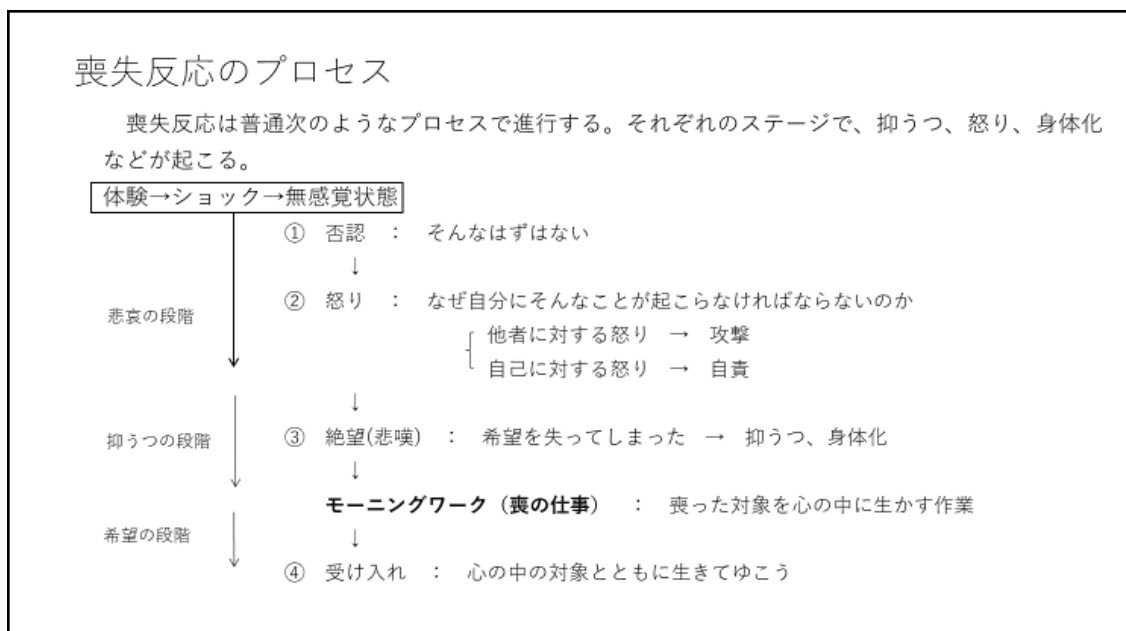 喪失反応のプロセス
喪失反応は普通次のようなプロセスで進行する。それぞれのステージで、抑うつ、怒り、身体化
などが起こる。
体験→ショック→無感覚状態
① 否認 : そんなはずはない
↓
② 怒り : なぜ自分にそんなことが起こらなければならないのか
悲哀の段階
他者に対する怒り → 攻撃
自己に対する怒り → 自責
↓
③ 絶望(悲嘆) : 希望を失ってしまった → 抑うつ、身体化
抑うつの段階
↓
モーニングワーク（喪の仕事） : 喪った対象を心の中に生かす作業
希望の段階
↓
④ 受け入れ : 心の中の対象とともに生きてゆこう